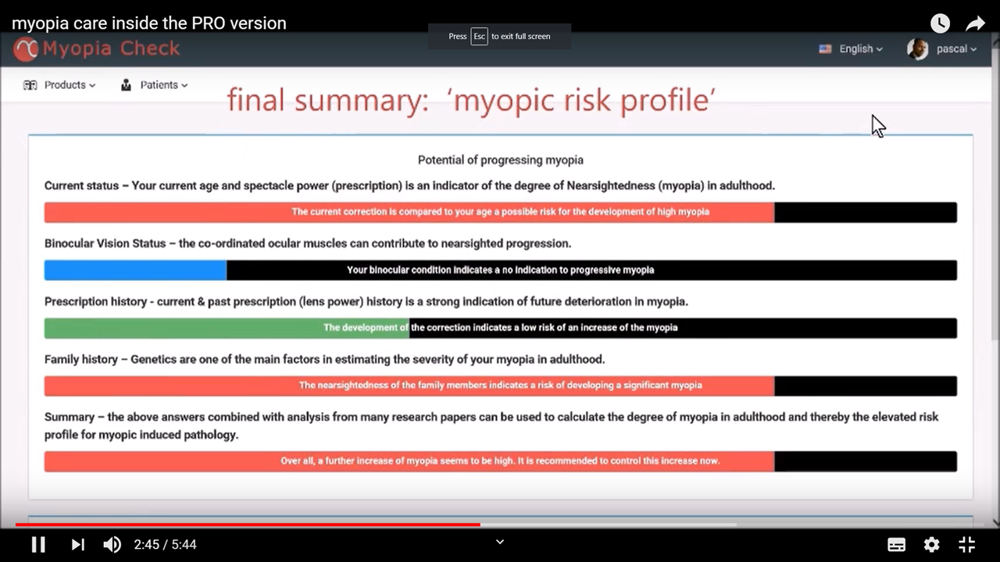 myopia care inside the PRO version
Press Esc to exit full screen
Myopia Check
English
pascal
Products
Patients
final summary: ‘myopic risk profile’
Potential of progressing myopia
Current status – Your current age and spectacle power (prescription) is an indicator of the degree of Nearsightedness (myopia) in adulthood.
The current correction is compared to your age a possible risk for the development of high myopia
Binocular Vision Status – the co-ordinated ocular muscles can contribute to nearsighted progression.
Your binocular condition indicates a no indication to progressive myopia
Prescription history - current & past prescription (lens power) history is a strong indication of future deterioration in myopia.
The development of the correction indicates a low risk of an increase of the myopia
Family history – Genetics are one of the main factors in estimating the severity of your myopia in adulthood.
The nearsightedness of the family members indicates a risk of developing a significant myopia
Summary – the above answers combined with analysis from many research papers can be used to calculate the degree of myopia in adulthood and thereby the elevated risk
profile for myopic induced pathology.
Over all, a further increase of myopia seems to be high. It is recommended to control this increase now.
2:45 / 5:44